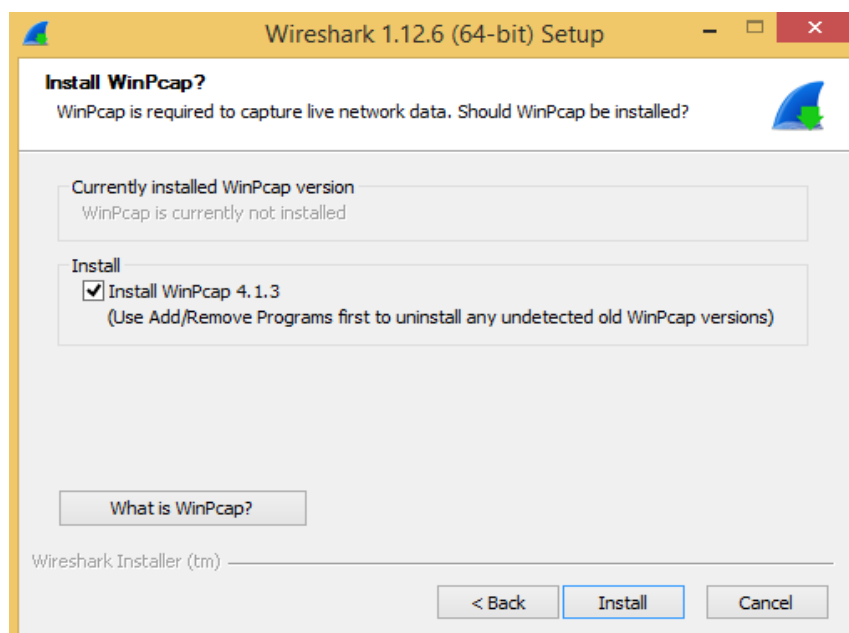 Wireshark 1.12.6 (64-bit) Setup
Install WinPcap?
WinPcap is required to capture live network data. Should WinPcap be installed?
Currently installed WinPcap version
WinPcap is currently not installed
Install
Install WinPcap 4.1.3
(Use Add/Remove Programs first to uninstall any undetected old WinPcap versions)
What is WinPcap?
Wireshark Installer (tm)
< Back Install Cancel